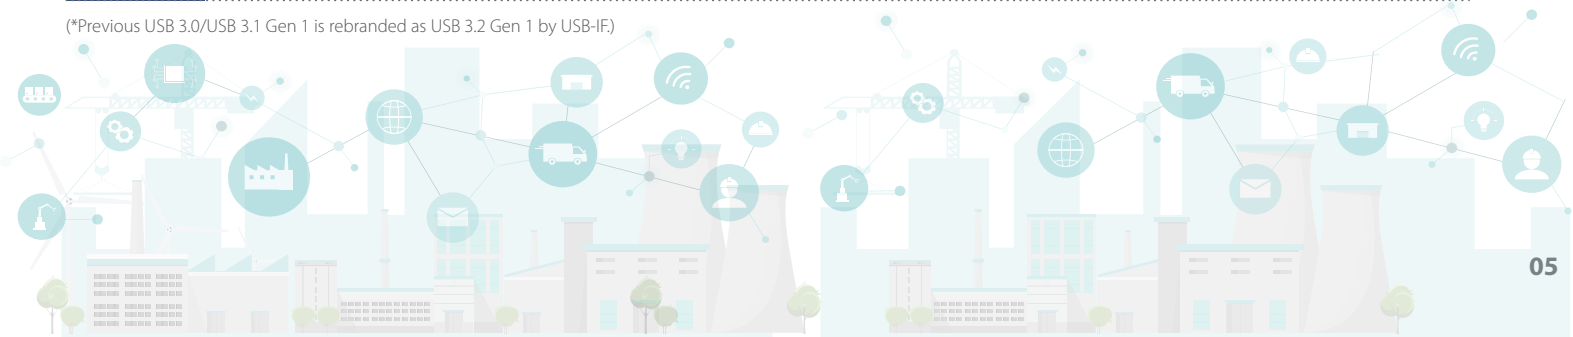 (*Previous USB 3.0/USB 3.1 Gen 1 is rebranded as USB 3.2 Gen 1 by USB-IF.)
05